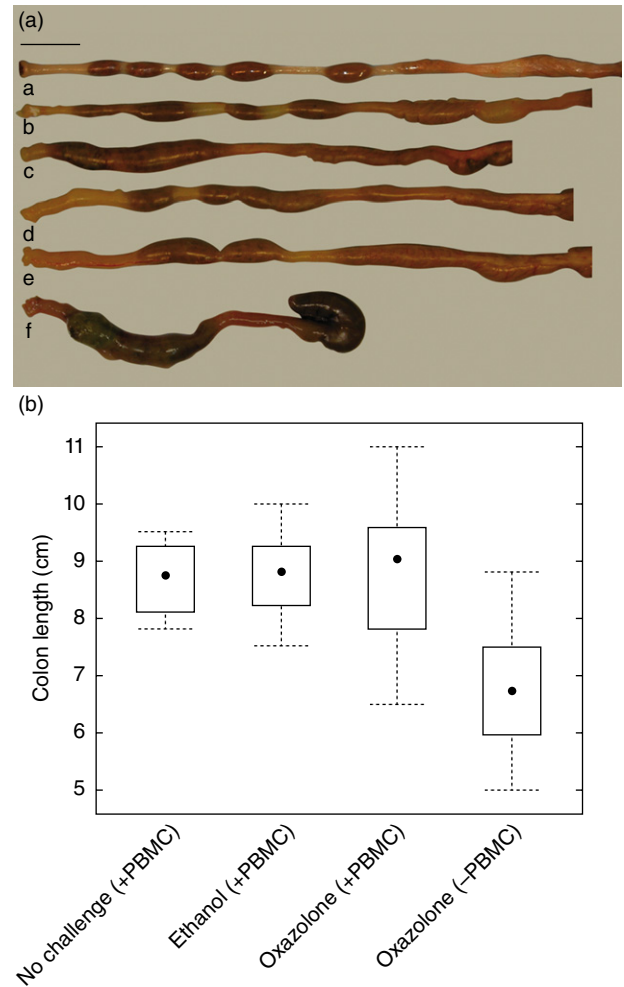 (a)
a
b
c
d
e
f
(b)
11
10
9
8
7
6
5
Colon length (cm)
No challenge (+PBMC)
Ethanol (+PBMC)
Oxazolone (+PBMC)
Oxazolone (–PBMC)